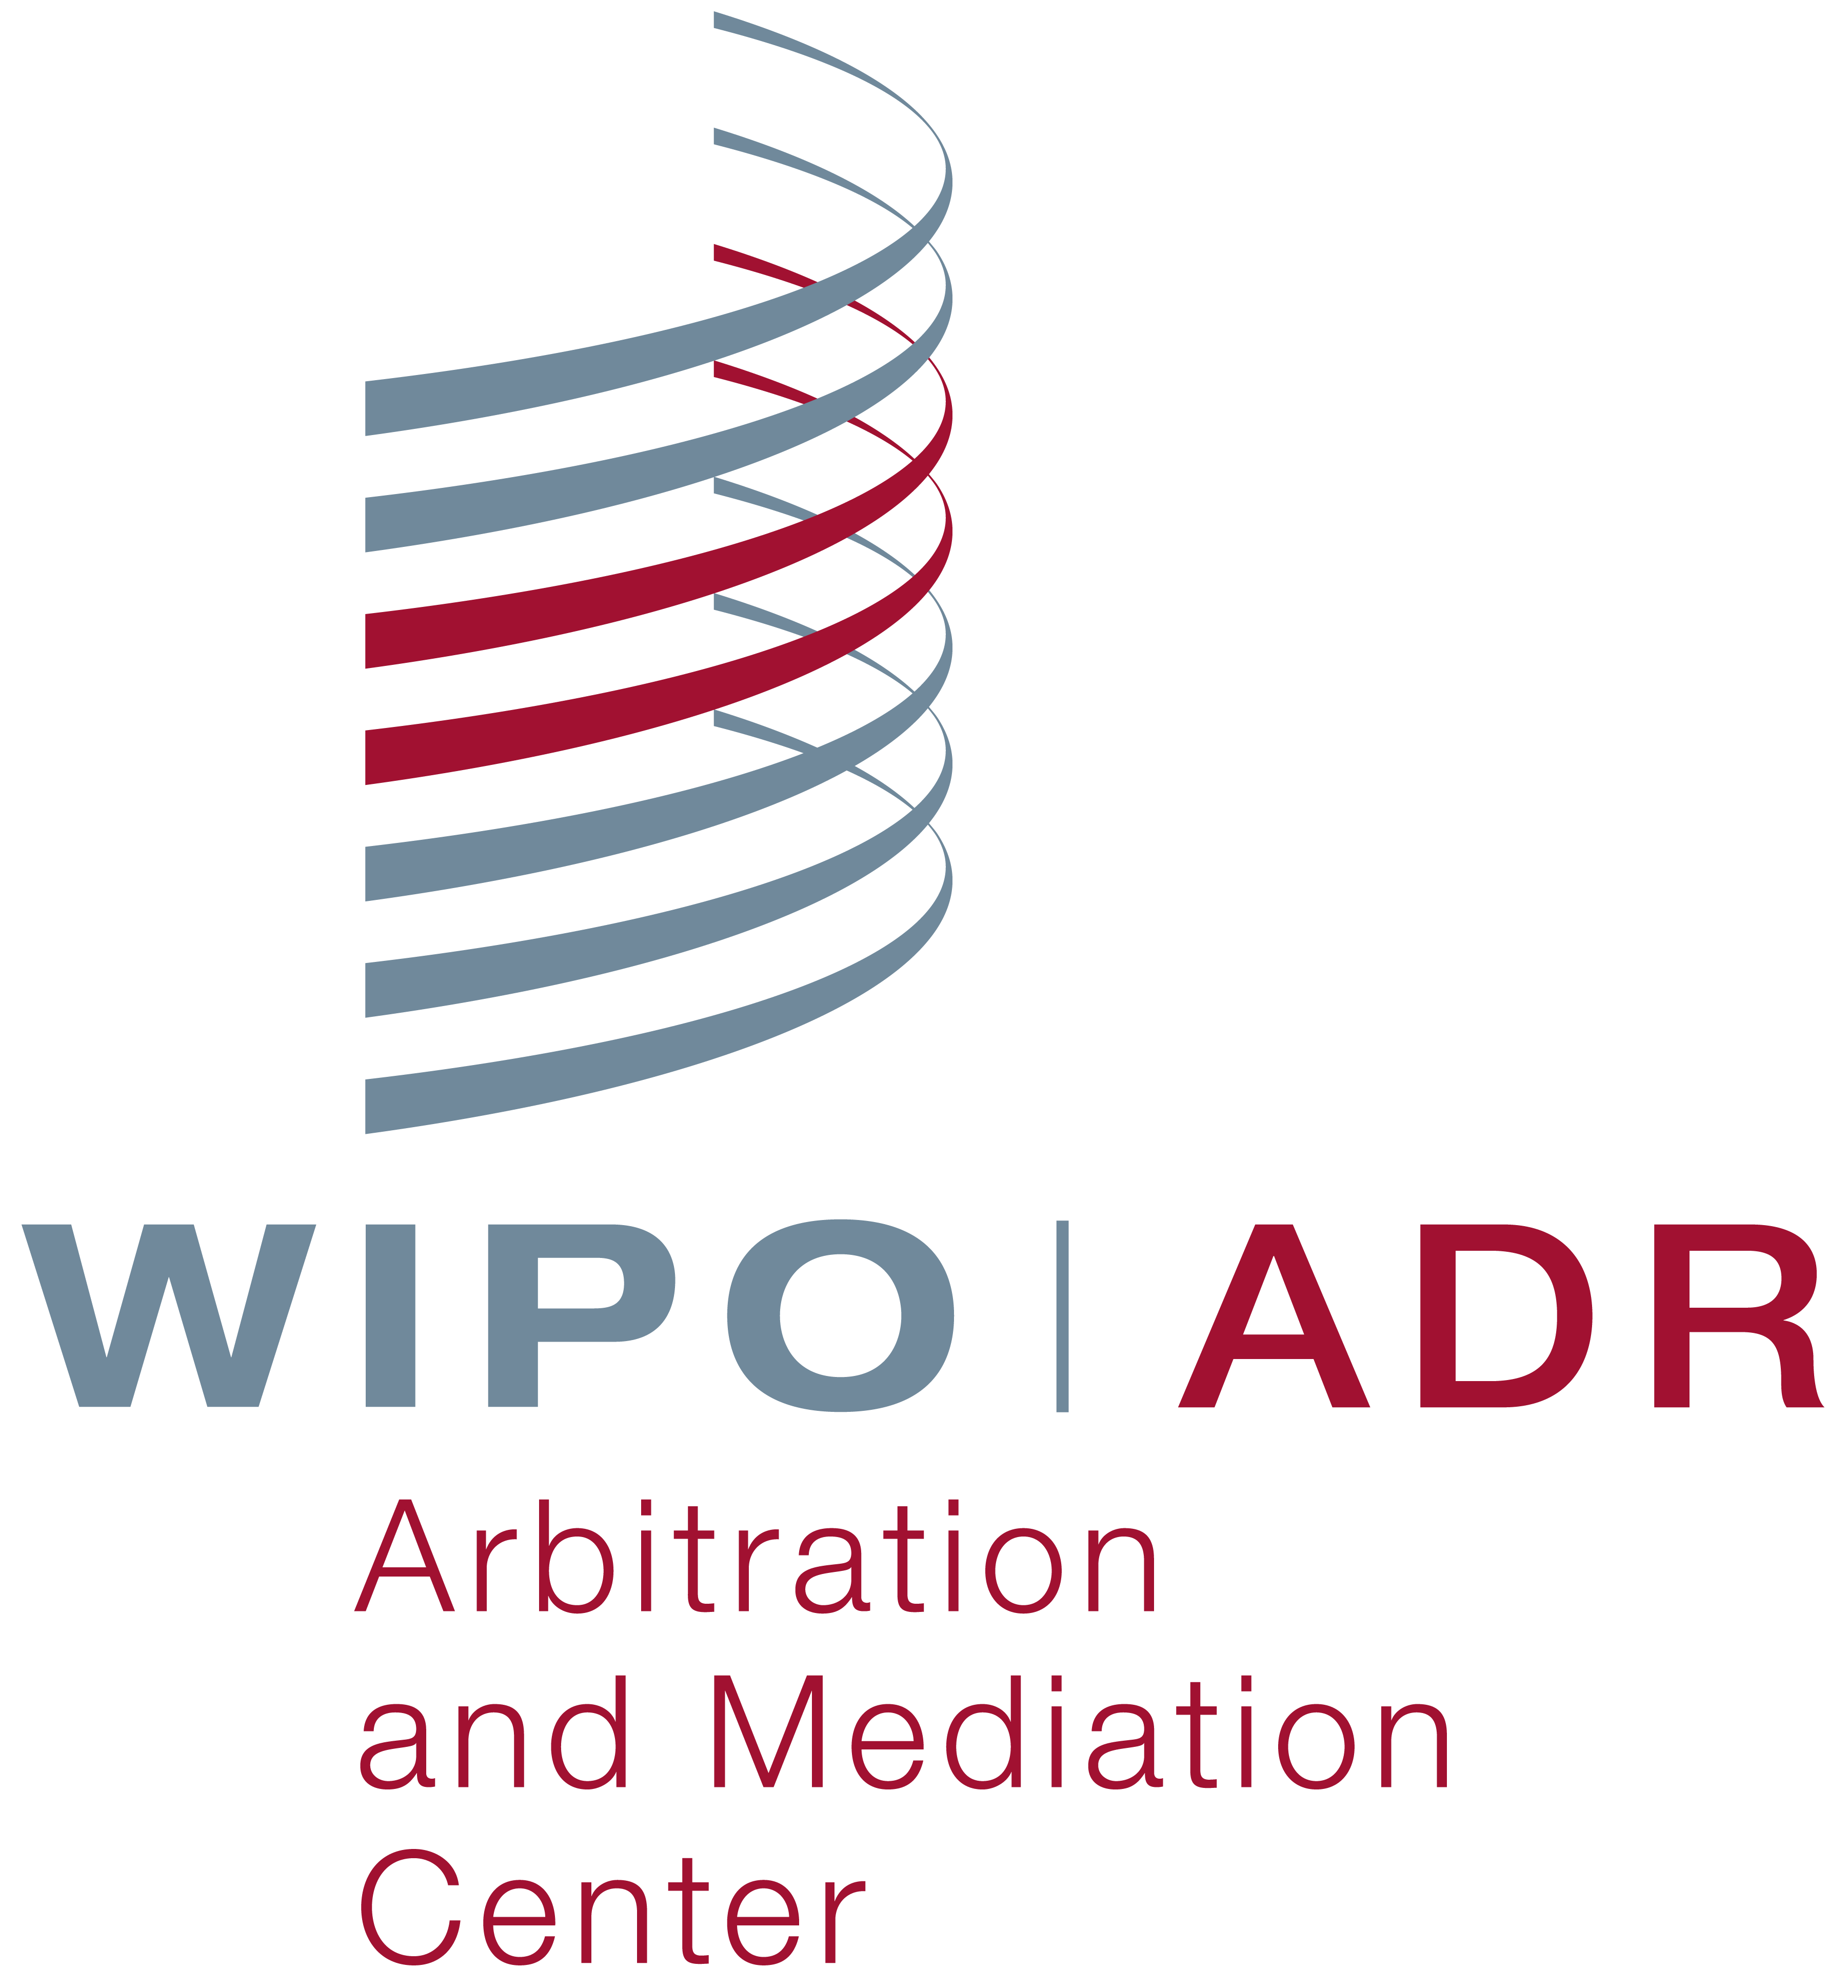 WIPO | ADR
Arbitration
and Mediation
Center